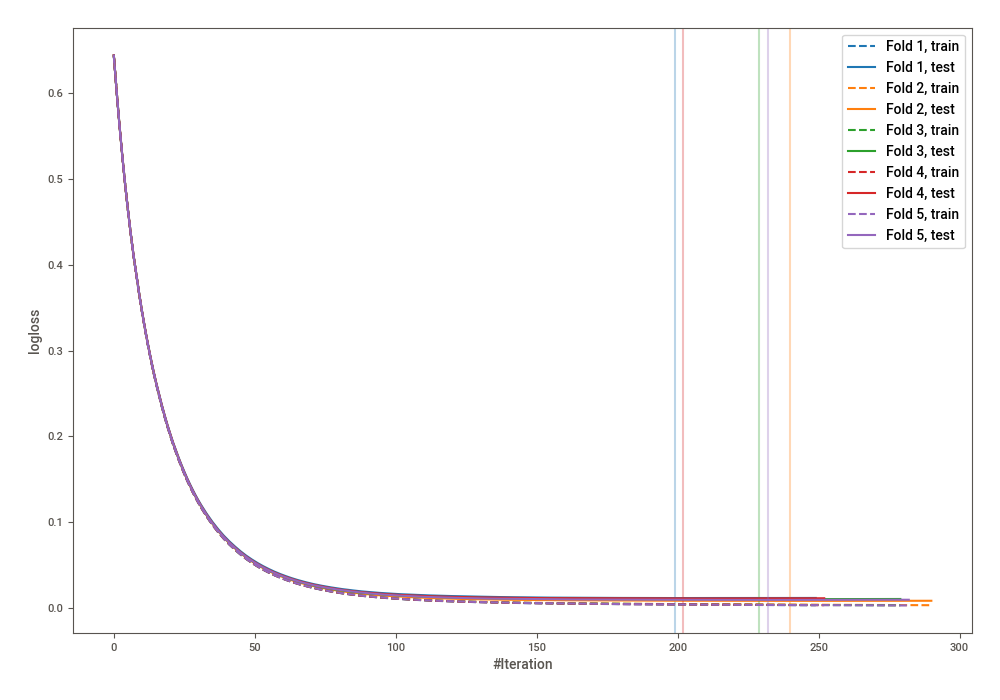 Fold 1, train
Fold 1, test
Fold 2, train
Fold 2, test
Fold 3, train
Fold 3, test
Fold 4, train
Fold 4, test
Fold 5, train
Fold 5, test
logloss
0.6
0.5
0.4
0.3
0.2
0.1
0.0
0 50 100 150 200 250 300
#Iteration